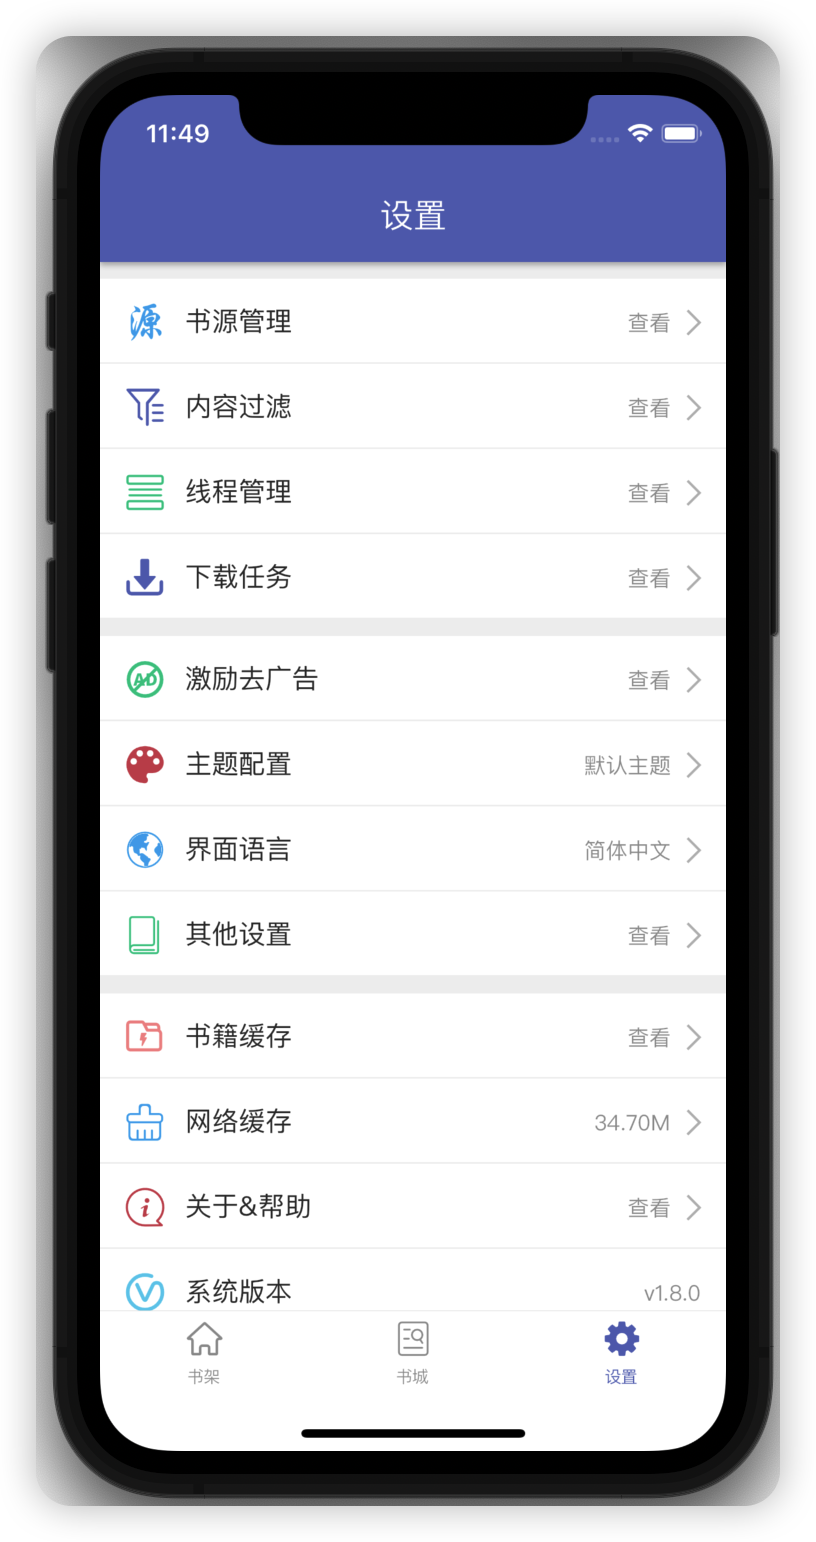 11:49
设置
源 书源管理 查看
内容过滤 查看
线程管理 查看
下载任务 查看
AD 激励去广告 查看
主题配置 默认主题
界面语言 简体中文
其他设置 查看
书籍缓存 查看
网络缓存 34.70M
i 关于&帮助 查看
系统版本 v1.8.0
书架 书城 设置